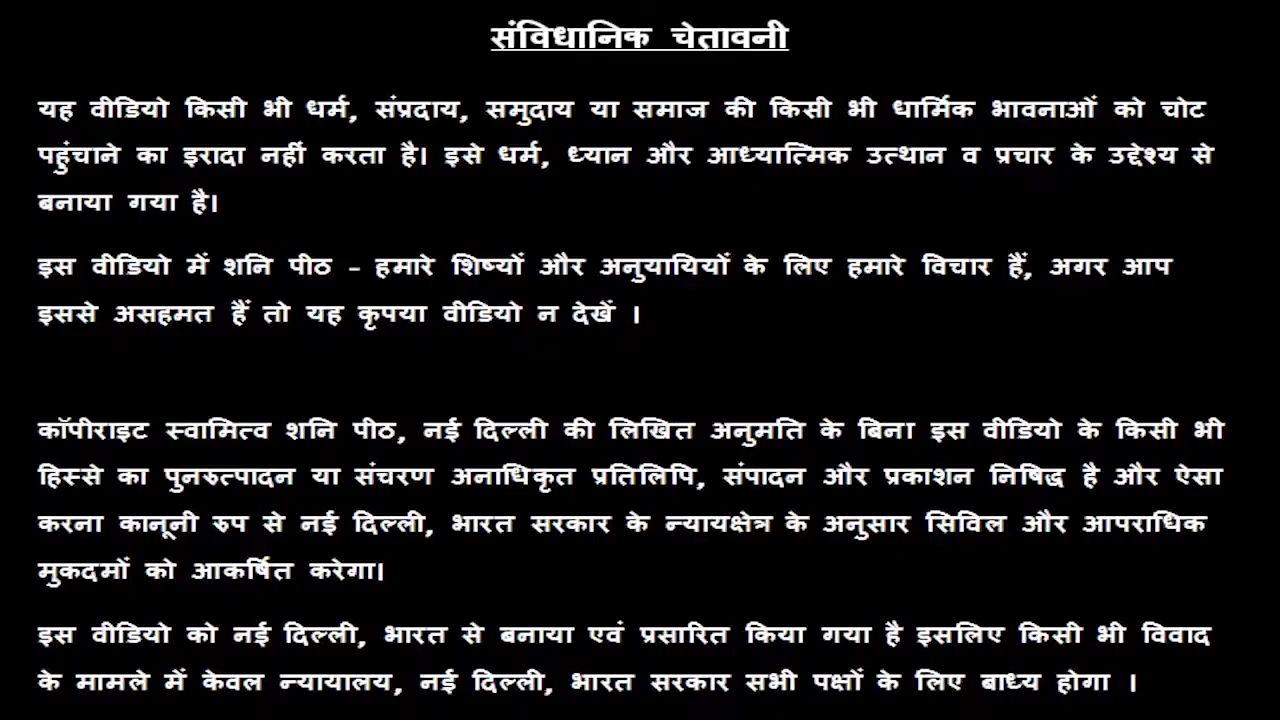 संविधानिक चेतावनी
यह वीडियो किसी भी धर्म, संप्रदाय, समुदाय या समाज की किसी भी धार्मिक भावनाओं को चोट
पहुंचाने का इरादा नहीं करता है। इसे धर्म, ध्यान और आध्यात्मिक उत्थान व प्रचार के उद्देश्य से
बनाया गया है।
इस वीडियो में शनि पीठ – हमारे शिष्यों और अनुयायियों के लिए हमारे विचार हैं, अगर आप
इससे असहमत हैं तो यह कृपया वीडियो न देखें ।
कॉपीराइट स्वामित्व शनि पीठ, नई दिल्ली की लिखित अनुमति के बिना इस वीडियो के किसी भी
हिस्से का पुनरुत्पादन या संचरण अनाधिकृत प्रतिलिपि, संपादन और प्रकाशन निषिद्ध है और ऐसा
करना कानूनी रुप से नई दिल्ली, भारत सरकार के न्यायक्षेत्र के अनुसार सिविल और आपराधिक
मुकदमों को आकर्षित करेगा।
इस वीडियो को नई दिल्ली, भारत से बनाया एवं प्रसारित किया गया है इसलिए किसी भी विवाद
के मामले में केवल न्यायालय, नई दिल्ली, भारत सरकार सभी पक्षों के लिए बाध्य होगा ।